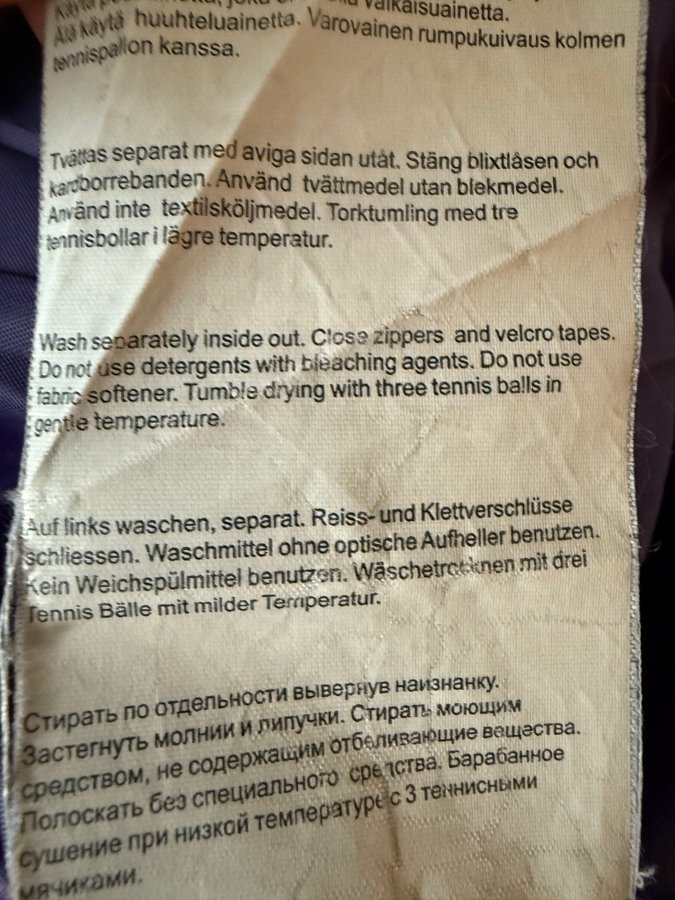 Käytä
valkaisuainetta.
Älä käytä huuhteluainetta. Varovainen rumpukuivaus kolmen
tennispallon kanssa.
Tvättas separat med aviga sidan utåt. Stäng blixtlåsen och
kardborrebanden. Använd tvättmedel utan blekmedel.
Använd inte textilsköljmedel. Torktumling med tre
tennisbollar i lägre temperatur.
Wash separately inside out. Close zippers and velcro tapes.
Do not use detergents with bleaching agents. Do not use
fabric softener. Tumble drying with three tennis balls in
gentle temperature.
Auf links waschen, separat. Reiss- und Klettverschlüsse
schliessen. Waschmittel ohne optische Aufheller benutzen.
Kein Weichspülmittel benutzen. Wäschetrocknen mit drei
Tennis Bälle mit milder Temperatur.
Стирать по отдельности вывернув наизнанку.
Застегнуть молнии и липучки. Стирать моющим
средством, не содержащим отбеливающие вещества.
Полоскать без специального средства. Барабанное
сушение при низкой температуре с 3 теннисными
мячиками.